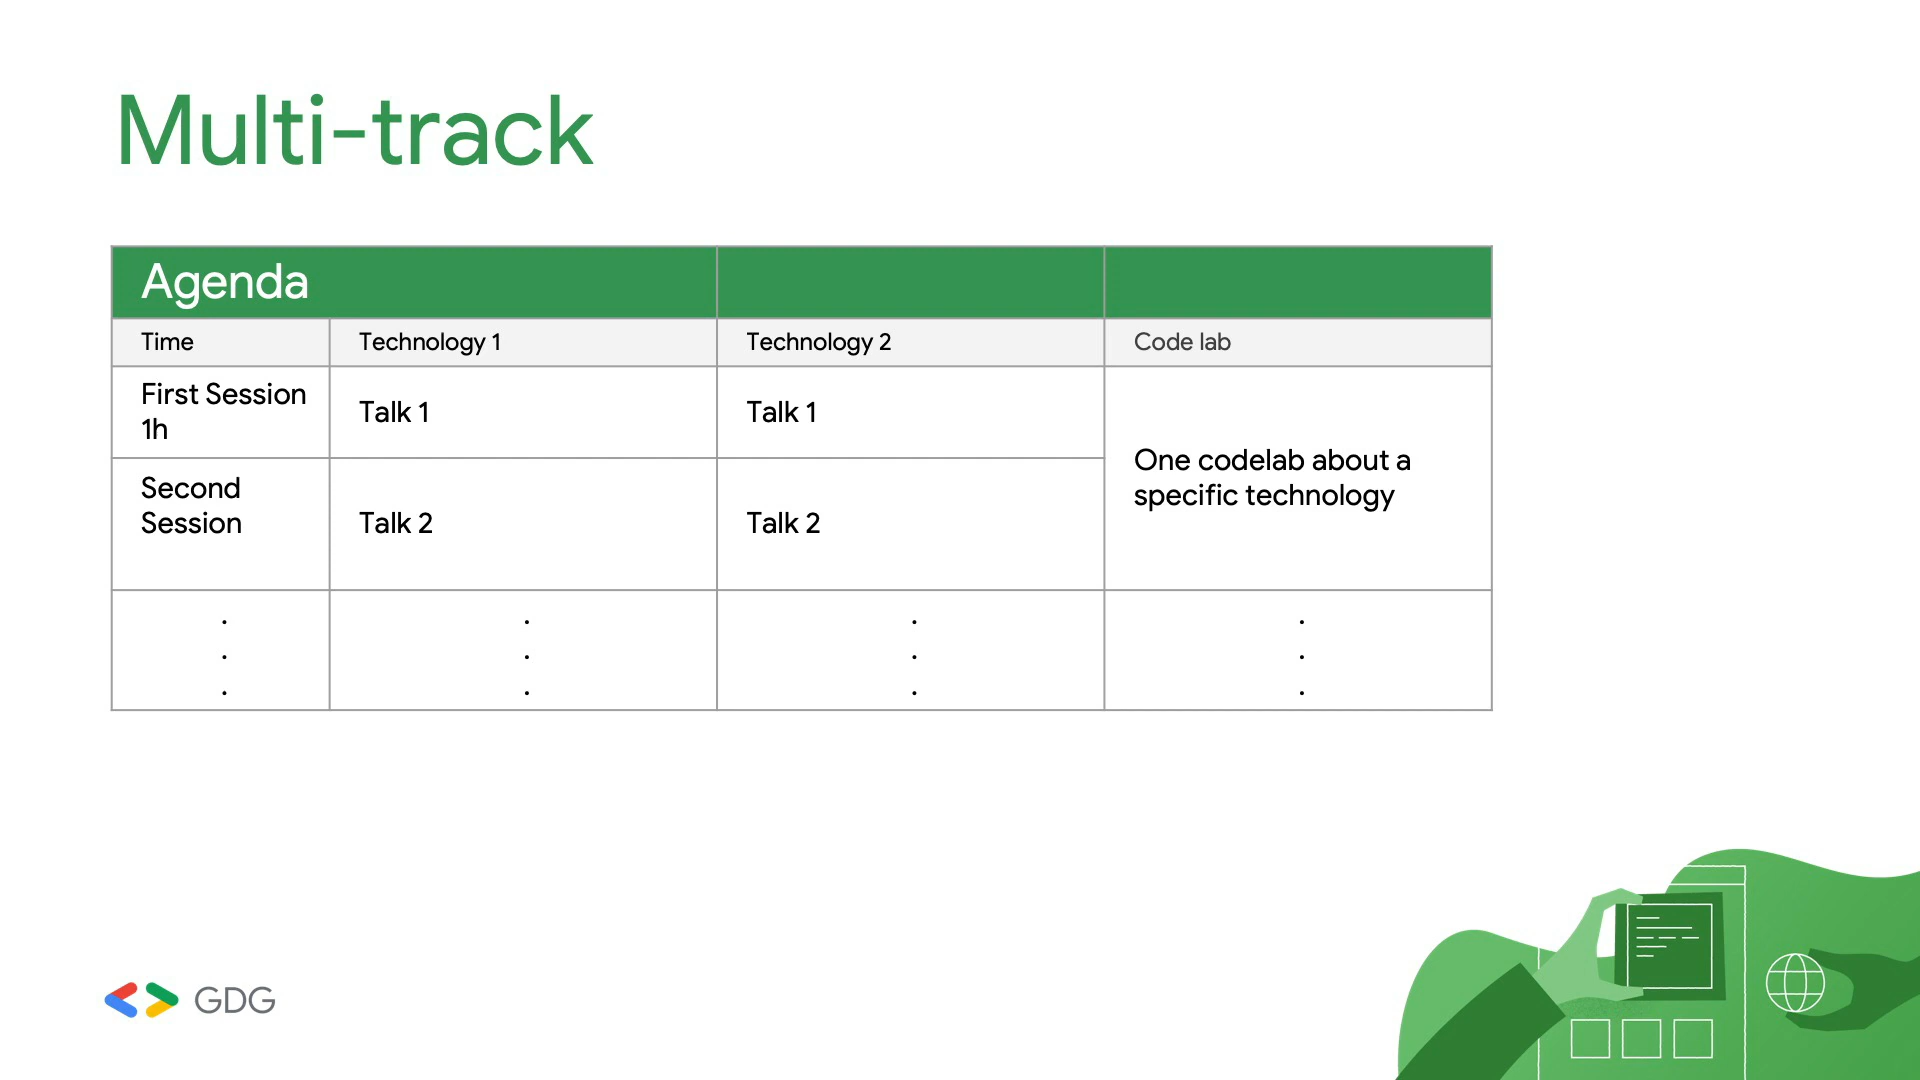 Multi-track
Agenda
Time
Technology 1
Technology 2
Code lab
First Session
1h
Talk 1
Talk 1
One codelab about a
specific technology
Second
Session
Talk 2
Talk 2
. . . .
. . . .
. . . .
GDG